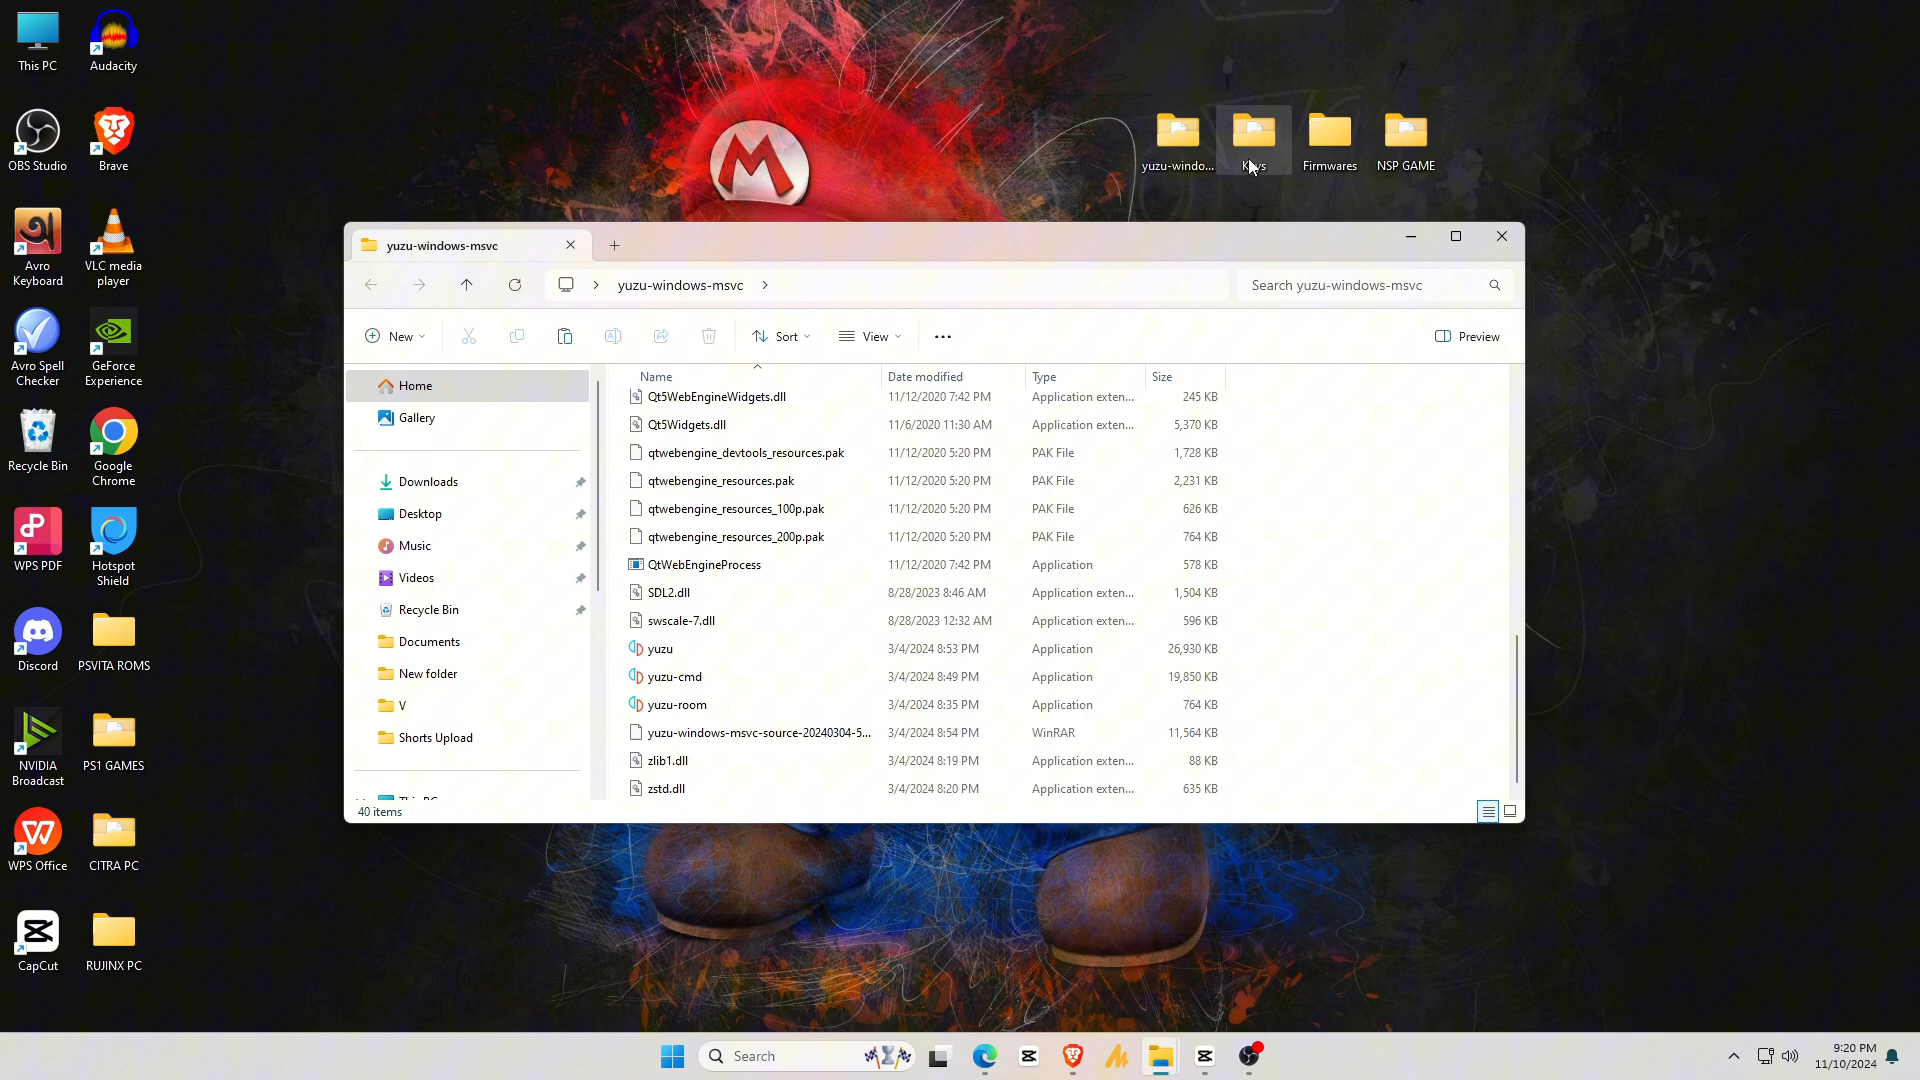 This PC
Audacity
OBS Studio
Brave
Avro
Keyboard
VLC media
player
Avro Spell
Checker
GeForce
Experience
Recycle Bin
Google
Chrome
WPS PDF
Hotspot
Shield
Discord
PSVITA ROMS
NVIDIA
Broadcast
PS1 GAMES
WPS Office
CITRA PC
CapCut
RUJINX PC
yuzu-windo...
Keys
Firmwares
NSP GAME
M
yuzu-windows-msvc
yuzu-windows-msvc
Search yuzu-windows-msvc
New
Sort
View
Preview
Home
Gallery
Downloads
Desktop
Music
Videos
Recycle Bin
Documents
New folder
V
Shorts Upload
This PC
Name Date modified Type Size
Qt5WebEngineWidgets.dll 11/12/2020 7:42 PM Application exten... 245 KB
Qt5Widgets.dll 11/6/2020 11:30 AM Application exten... 5,370 KB
qtwebengine_devtools_resources.pak 11/12/2020 5:20 PM PAK File 1,728 KB
qtwebengine_resources.pak 11/12/2020 5:20 PM PAK File 2,231 KB
qtwebengine_resources_100p.pak 11/12/2020 5:20 PM PAK File 626 KB
qtwebengine_resources_200p.pak 11/12/2020 5:20 PM PAK File 764 KB
QtWebEngineProcess 11/12/2020 7:42 PM Application 578 KB
SDL2.dll 8/28/2023 8:46 AM Application exten... 1,504 KB
swscale-7.dll 8/28/2023 12:32 AM Application exten... 596 KB
yuzu 3/4/2024 8:53 PM Application 26,930 KB
yuzu-cmd 3/4/2024 8:49 PM Application 19,850 KB
yuzu-room 3/4/2024 8:35 PM Application 764 KB
yuzu-windows-msvc-source-20240304-5... 3/4/2024 8:54 PM WinRAR 11,564 KB
zlib1.dll 3/4/2024 8:19 PM Application exten... 88 KB
zstd.dll 3/4/2024 8:20 PM Application exten... 635 KB
40 items
Search
9:20 PM
11/10/2024